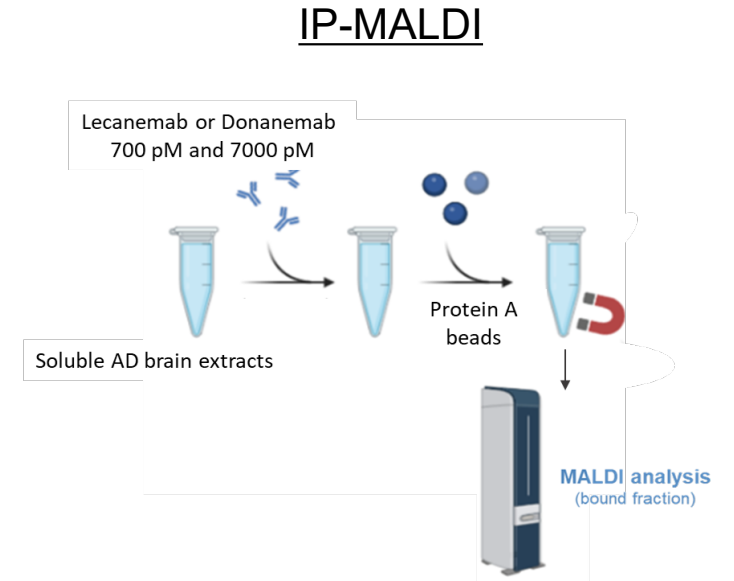 IP-MALDI
Lecanemab or Donanemab
700 pM and 7000 pM
Protein A
beads
Soluble AD brain extracts
MALDI analysis
(bound fraction)